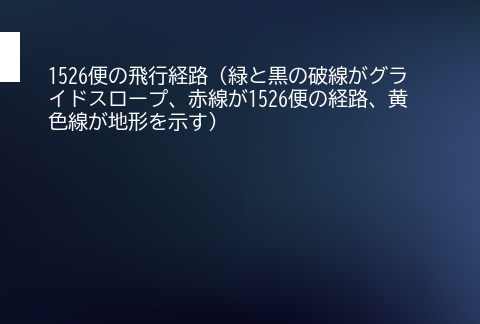 1526便の飛行経路（緑と黒の破線がグラ
イドスロープ、赤線が1526便の経路、黄
色線が地形を示す）